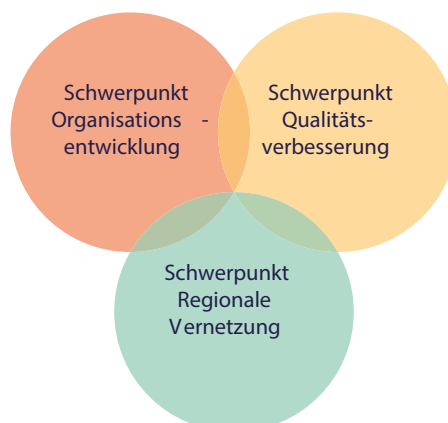 Schwerpunkt
Organisations -
entwicklung
Schwerpunkt
Qualitäts-
verbesserung
Schwerpunkt
Regionale
Vernetzung